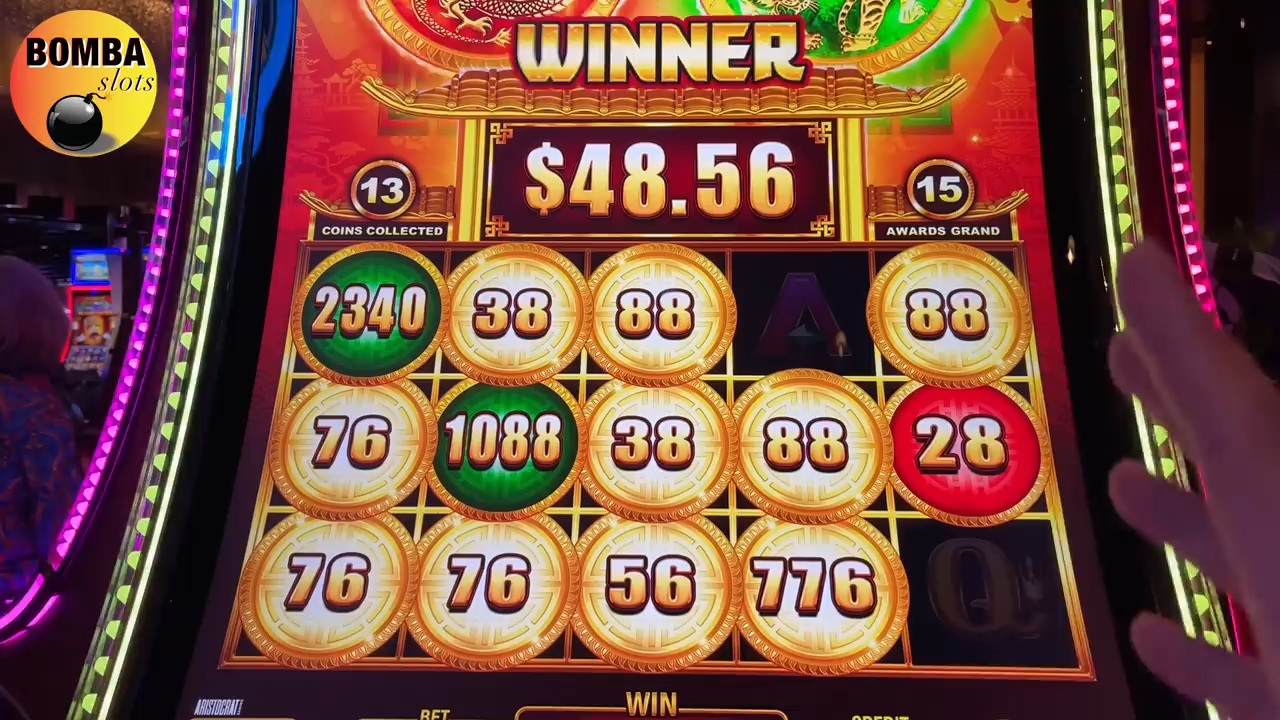 BOMBA
slots
WINNER
$48.56
13
COINS COLLECTED
15
AWARDS GRAND
2340 38 88 A 88
76 1088 38 88 28
76 76 56 776 Q
ARISTOCRAT
BET
WIN
CREDIT